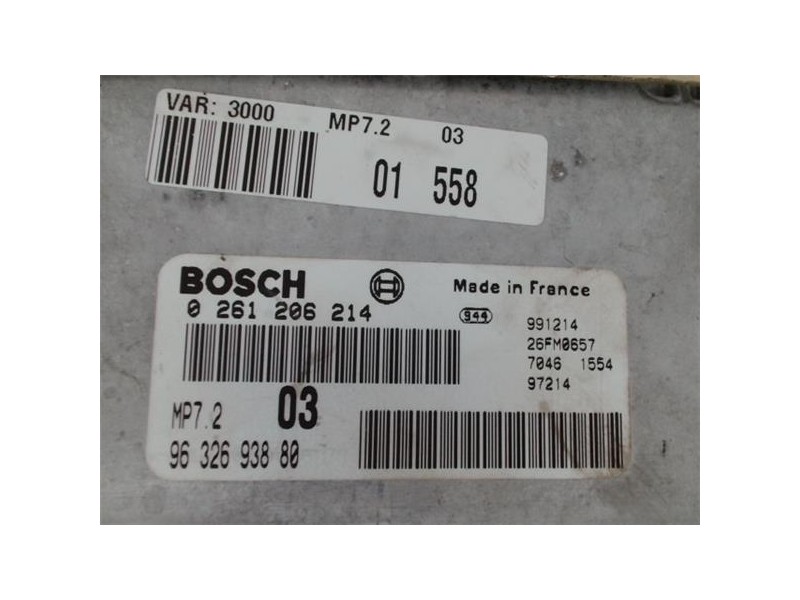 VAR: 3000 MP7.2 03
01 558
BOSCH Made in France
0 261 206 214
944 991214
26FM0657
7046 1554
97214
MP7.2 03
96 326 938 80